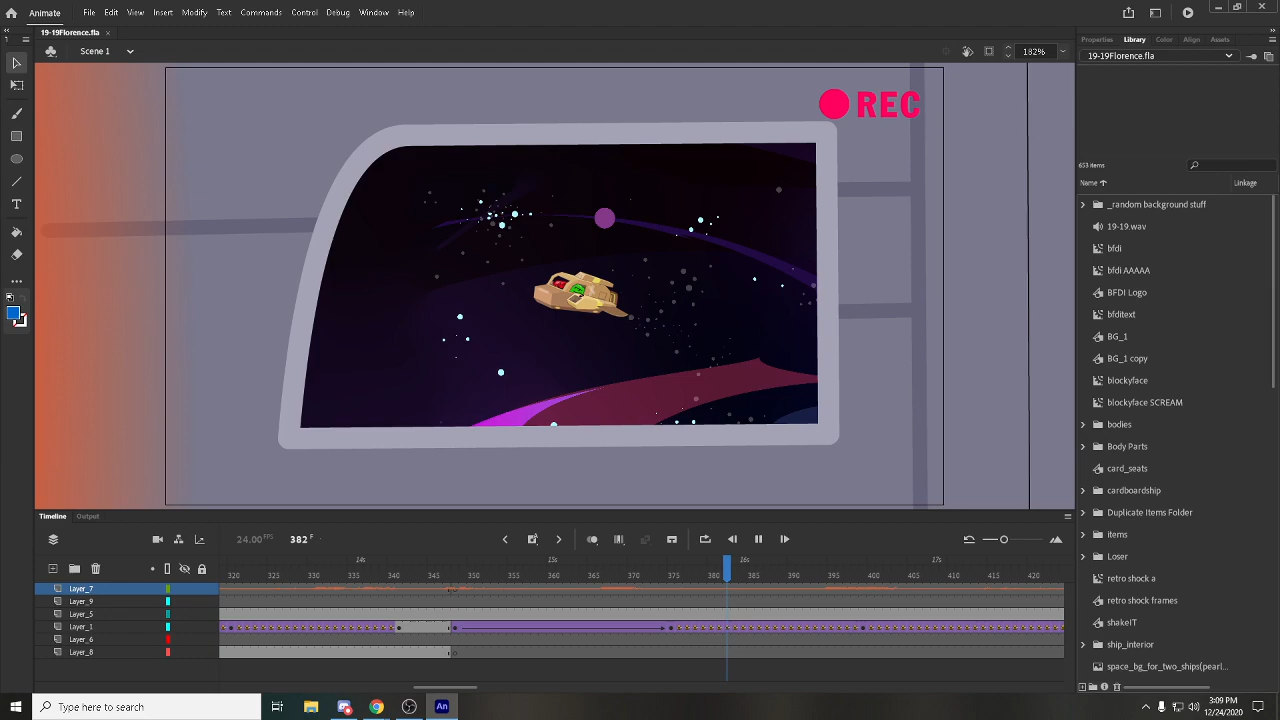 Animate File Edit View Insert Modify Text Commands Control Debug Window Help
19-19Florence.fla ×
Scene 1
182%
REC
Properties Library Color Align Assets
19-19Florence.fla
653 items
Name Linkage
_random background stuff
19-19.wav
bfdi
bfdi AAAAA
BFDI Logo
bfditext
BG_1
BG_1 copy
blockyface
blockyface SCREAM
bodies
Body Parts
card_seats
cardboardship
Duplicate Items Folder
items
Loser
retro shock a
retro shock frames
shakeIT
ship_interior
space_bg_for_two_ships(pearl...
Timeline Output
24.00 FPS 382 F
14s 15s 16s 17s
320 325 330 335 340 345 350 355 360 365 370 375 380 385 390 395 400 405 410 415 420
Layer_7
Layer_9
Layer_5
Layer_1
Layer_6
Layer_8
Type here to search
An
3:09 PM
12/24/2020